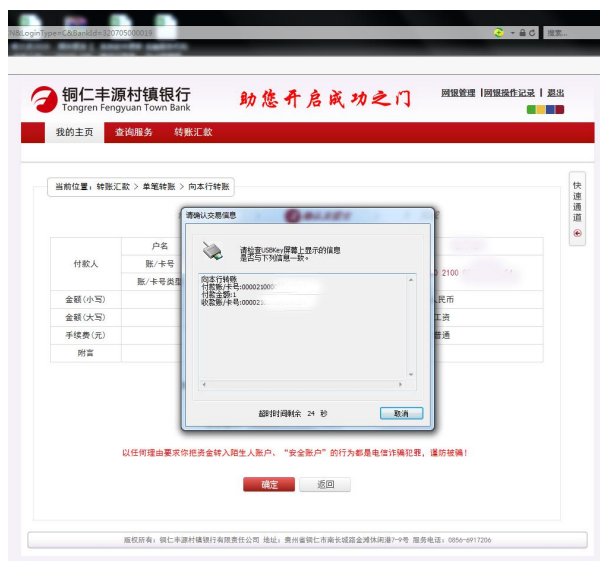 N&LoginType=C&BankId=320705000019
搜索...
铜仁丰源村镇银行
Tongren Fengyuan Town Bank
助您开启成功之门
网银管理 |网银操作记录 | 退出
我的主页 查询服务 转账汇款
当前位置：转账汇款 > 单笔转账 > 向本行转账
快速通道
请确认交易信息
请检查USBKey屏幕上显示的信息
是否与下列信息一致。
向本行转账
付款账/卡号:000021000
付款金额:1
收款账/卡号:00002
超时时间剩余 24 秒
取消
付款人
户名
账/卡号
账/卡号类型
0 2100
金额(小写)
民币
金额(大写)
工资
手续费(元)
普通
附言
以任何理由要求你把资金转入陌生人账户、“安全账户”的行为都是电信诈骗犯罪，谨防被骗！
确定 返回
版权所有：铜仁丰源村镇银行有限责任公司 地址：贵州省铜仁市南长城路金滩休闲港7-9号 服务电话：0856-6917206